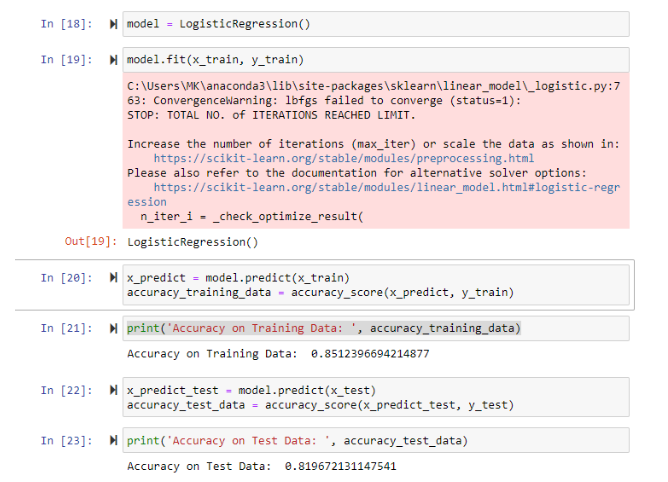 In [18]: model = LogisticRegression()
In [19]: model.fit(x_train, y_train)
C:\Users\MK\anaconda3\lib\site-packages\sklearn\linear_model\_logistic.py:7
63: ConvergenceWarning: lbfgs failed to converge (status=1):
STOP: TOTAL NO. of ITERATIONS REACHED LIMIT.
Increase the number of iterations (max_iter) or scale the data as shown in:
https://scikit-learn.org/stable/modules/preprocessing.html
Please also refer to the documentation for alternative solver options:
https://scikit-learn.org/stable/modules/linear_model.html#logistic-regr
ession
n_iter_i = _check_optimize_result(
Out[19]: LogisticRegression()
In [20]: x_predict = model.predict(x_train)
accuracy_training_data = accuracy_score(x_predict, y_train)
In [21]: print('Accuracy on Training Data: ', accuracy_training_data)
Accuracy on Training Data:  0.8512396694214877
In [22]: x_predict_test = model.predict(x_test)
accuracy_test_data = accuracy_score(x_predict_test, y_test)
In [23]: print('Accuracy on Test Data: ', accuracy_test_data)
Accuracy on Test Data:  0.819672131147541